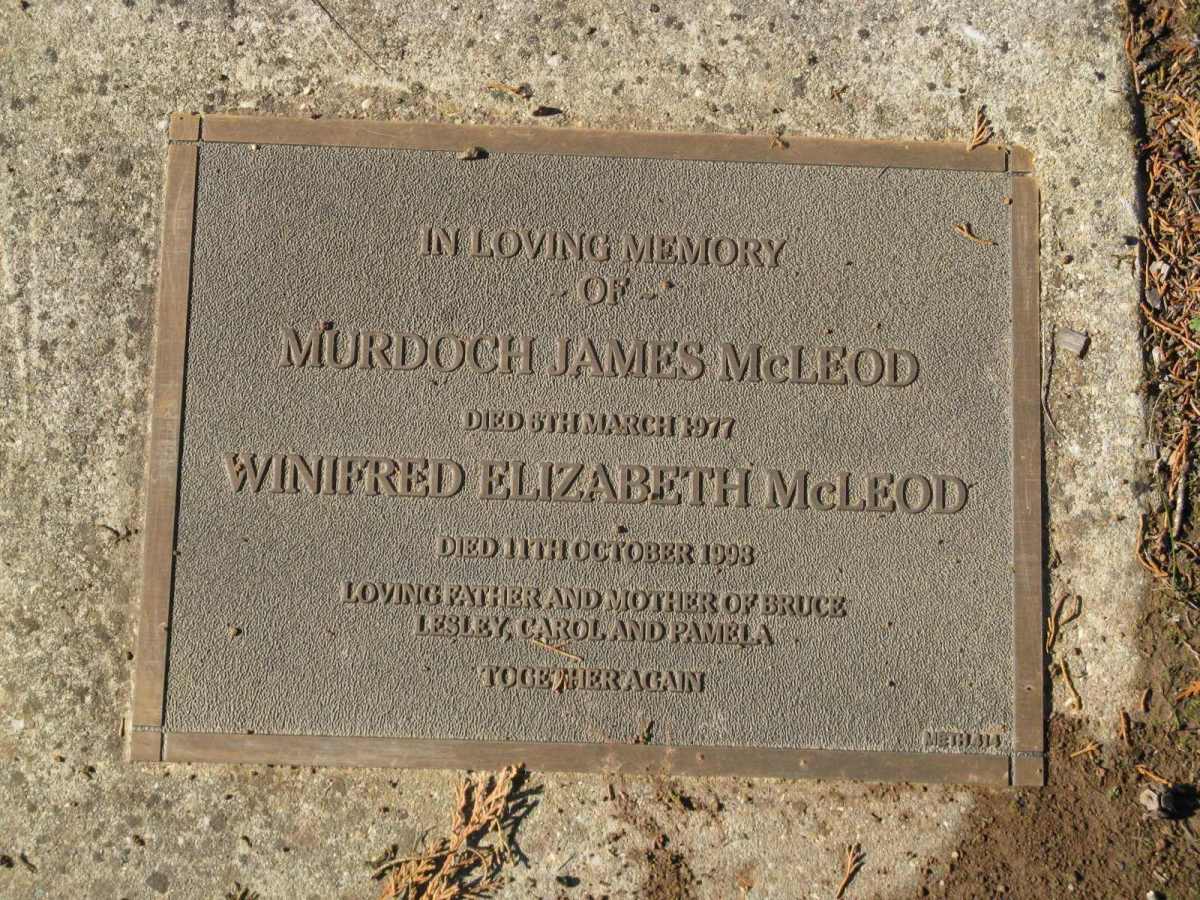 IN LOVING MEMORY
~ OF ~
MURDOCH JAMES McLEOD
DIED 6TH MARCH 1977
WINIFRED ELIZABETH McLEOD
DIED 11TH OCTOBER 1998
LOVING FATHER AND MOTHER OF BRUCE
LESLEY, CAROL AND PAMELA
TOGETHER AGAIN